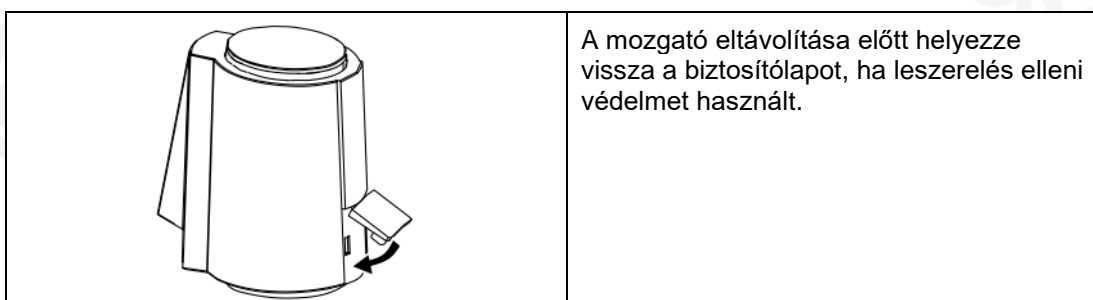 A mozgató eltávolítása előtt helyezze
vissza a biztosítólapot, ha leszerelés elleni
védelmet használt.